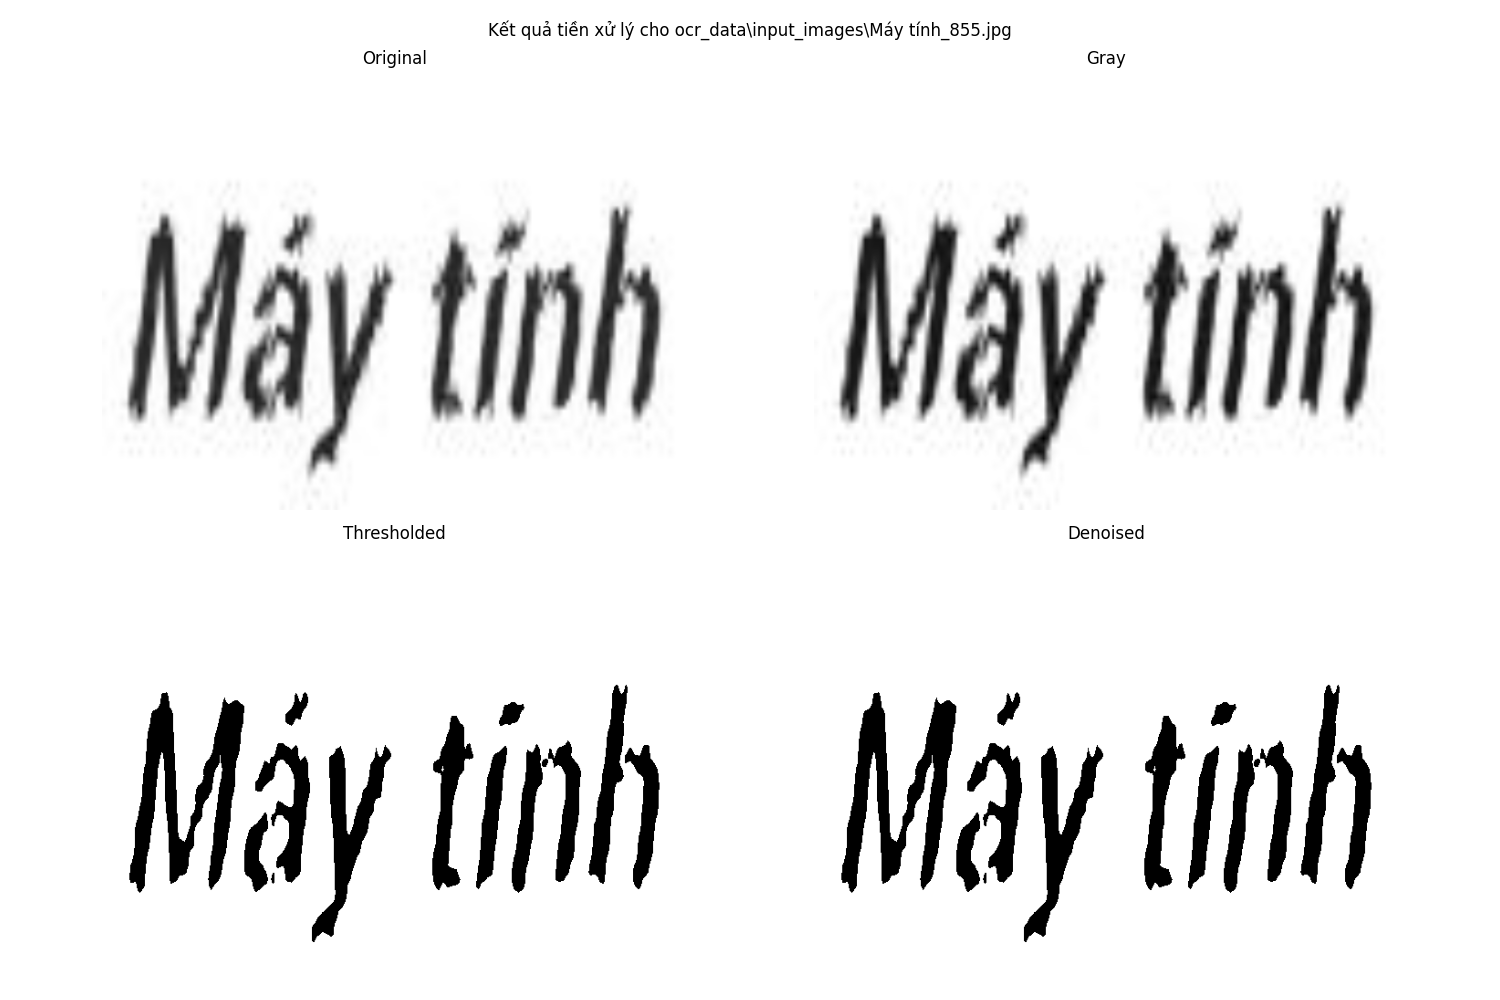 Kết quả tiền xử lý cho ocr_data\input_images\Máy tính_855.jpg
Original
Gray
Máy tính
Máy tính
Thresholded
Denoised
Máy tính
Máy tính